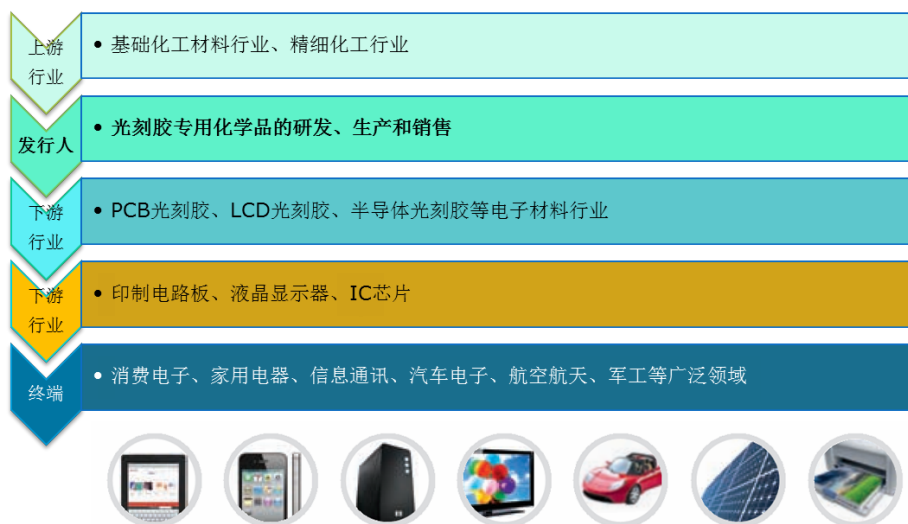 上游
行业
• 基础化工材料行业、精细化工行业
发行人
• 光刻胶专用化学品的研发、生产和销售
下游
行业
• PCB光刻胶、LCD光刻胶、半导体光刻胶等电子材料行业
下游
行业
• 印制电路板、液晶显示器、IC芯片
终端
• 消费电子、家用电器、信息通讯、汽车电子、航空航天、军工等广泛领域